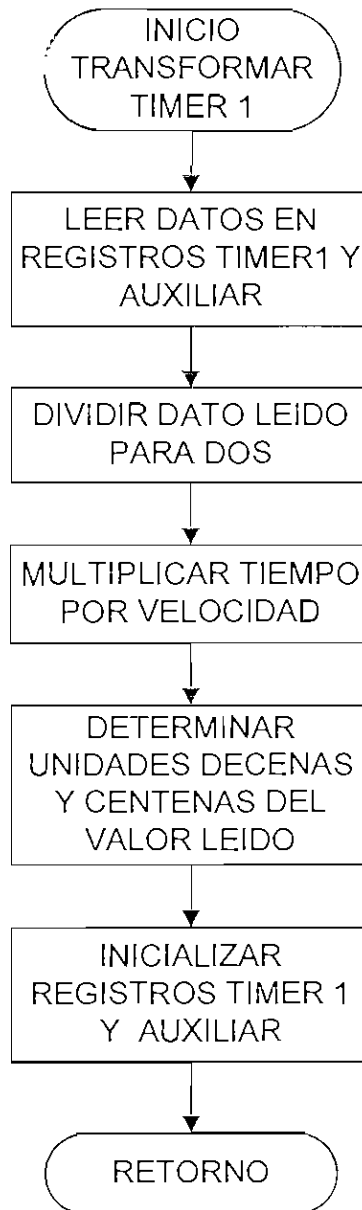 INICIO
TRANSFORMAR
TIMER 1
LEER DATOS EN
REGISTROS TIMER1 Y
AUXILIAR
DIVIDIR DATO LEIDO
PARA DOS
MULTIPLICAR TIEMPO
POR VELOCIDAD
DETERMINAR
UNIDADES DECENAS
Y CENTENAS DEL
VALOR LEIDO
INICIALIZAR
REGISTROS TIMER 1
Y AUXILIAR
RETORNO